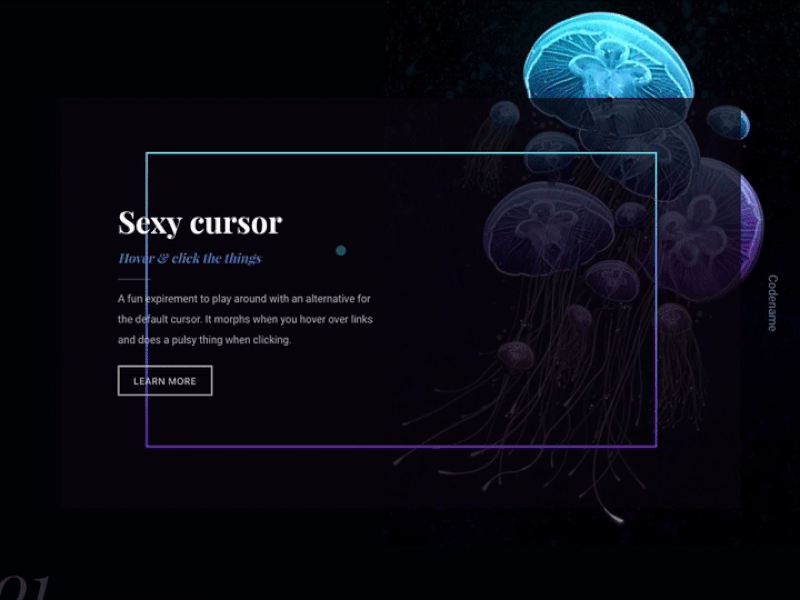 Sexy cursor
Hover & click the things
A fun expirement to play around with an alternative for
the default cursor. It morphs when you hover over links
and does a pulsy thing when clicking.
LEARN MORE
Codename
01